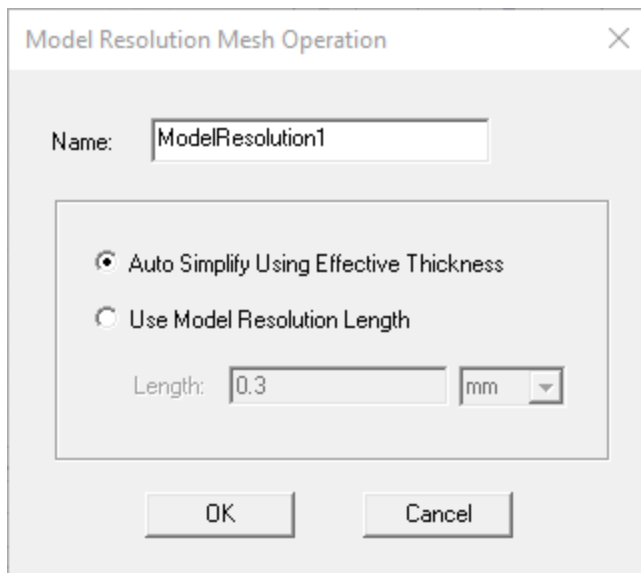 Model Resolution Mesh Operation
Name: ModelResolution1
Auto Simplify Using Effective Thickness
Use Model Resolution Length
Length: 0.3 mm
OK Cancel